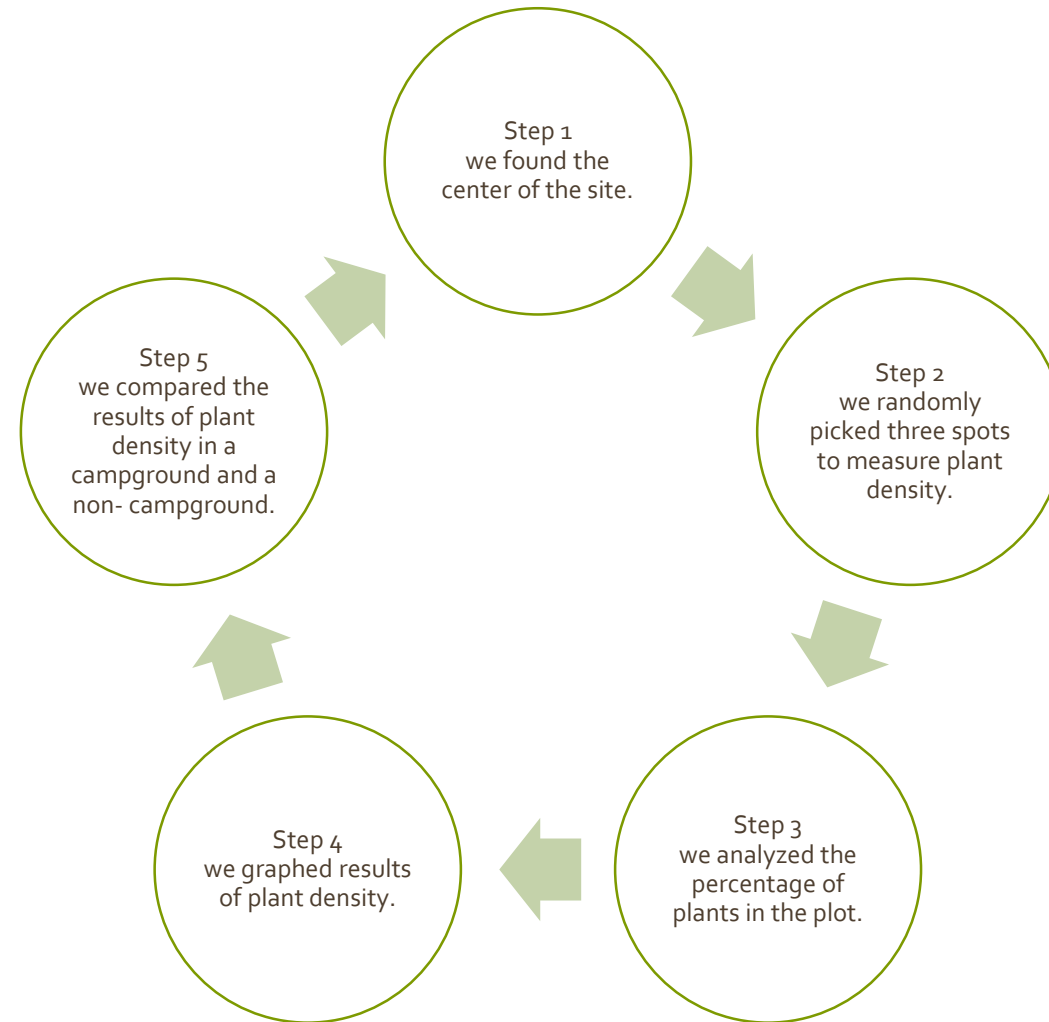 Step 1
we found the
center of the site.
Step 2
we randomly
picked three spots
to measure plant
density.
Step 3
we analyzed the
percentage of
plants in the plot.
Step 4
we graphed results
of plant density.
Step 5
we compared the
results of plant
density in a
campground and a
non- campground.